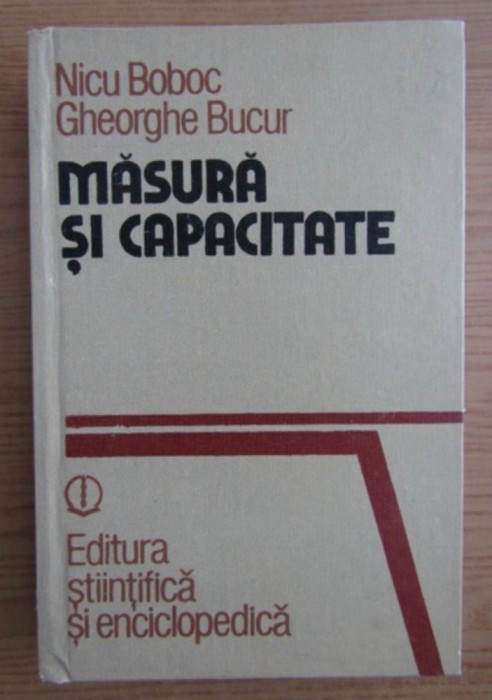 Nicu Boboc
Gheorghe Bucur
MĂSURĂ
ȘI CAPACITATE
Editura
științifică
și enciclopedică